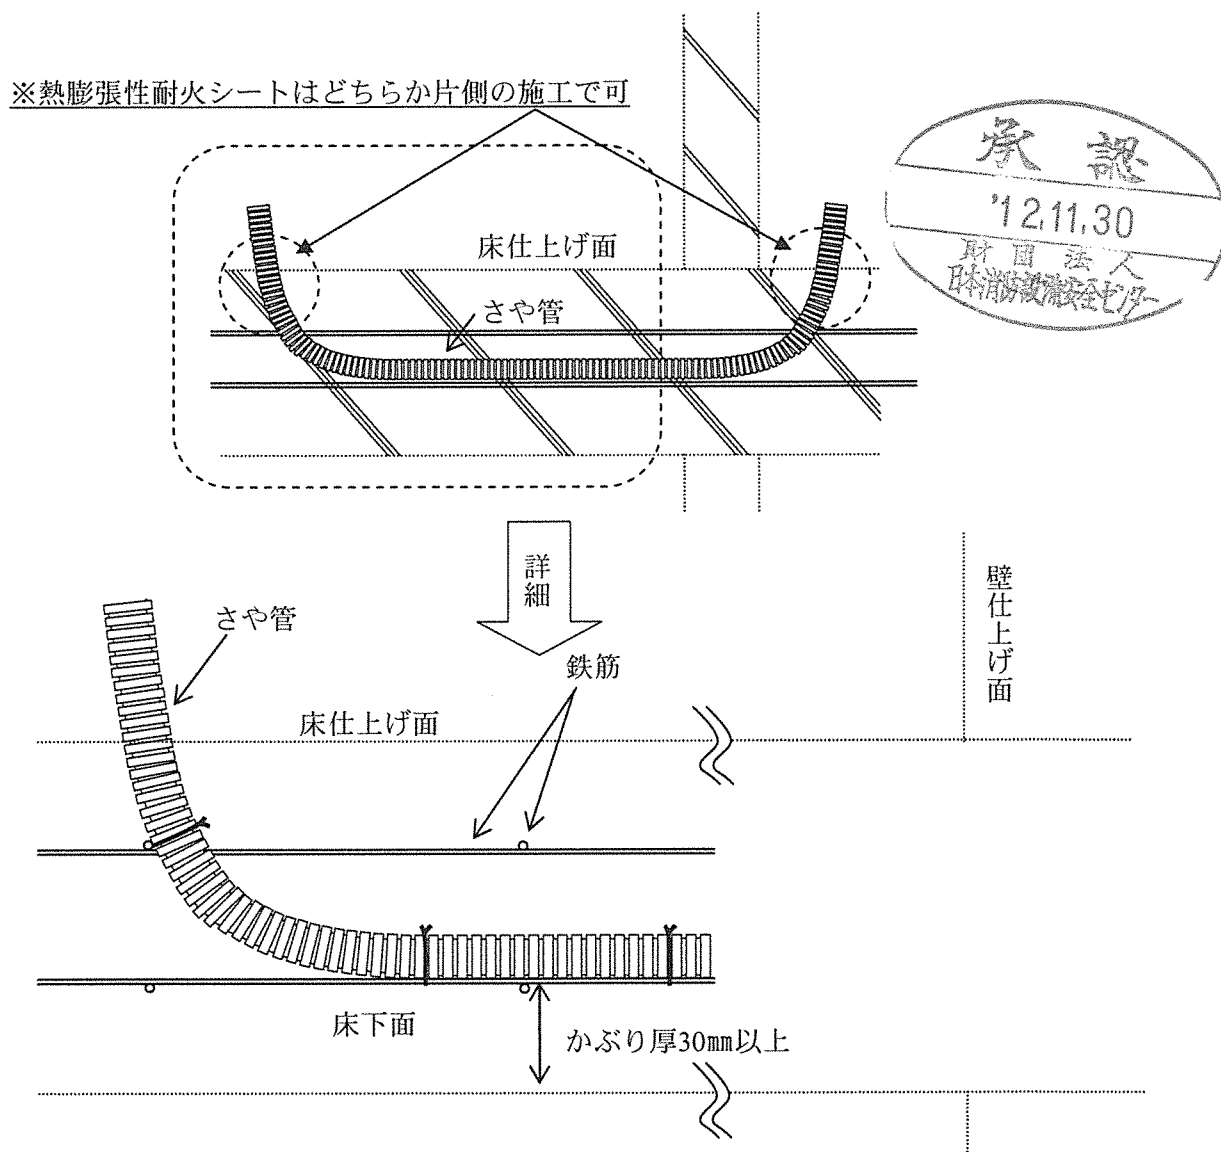 ※熱膨張性耐火シートはどちらか片側の施工で可
承認
'12.11.30
財団法人
日本消防設備安全センター
床仕上げ面
さや管
詳細
さや管
鉄筋
床仕上げ面
壁仕上げ面
床下面
かぶり厚30㎜以上